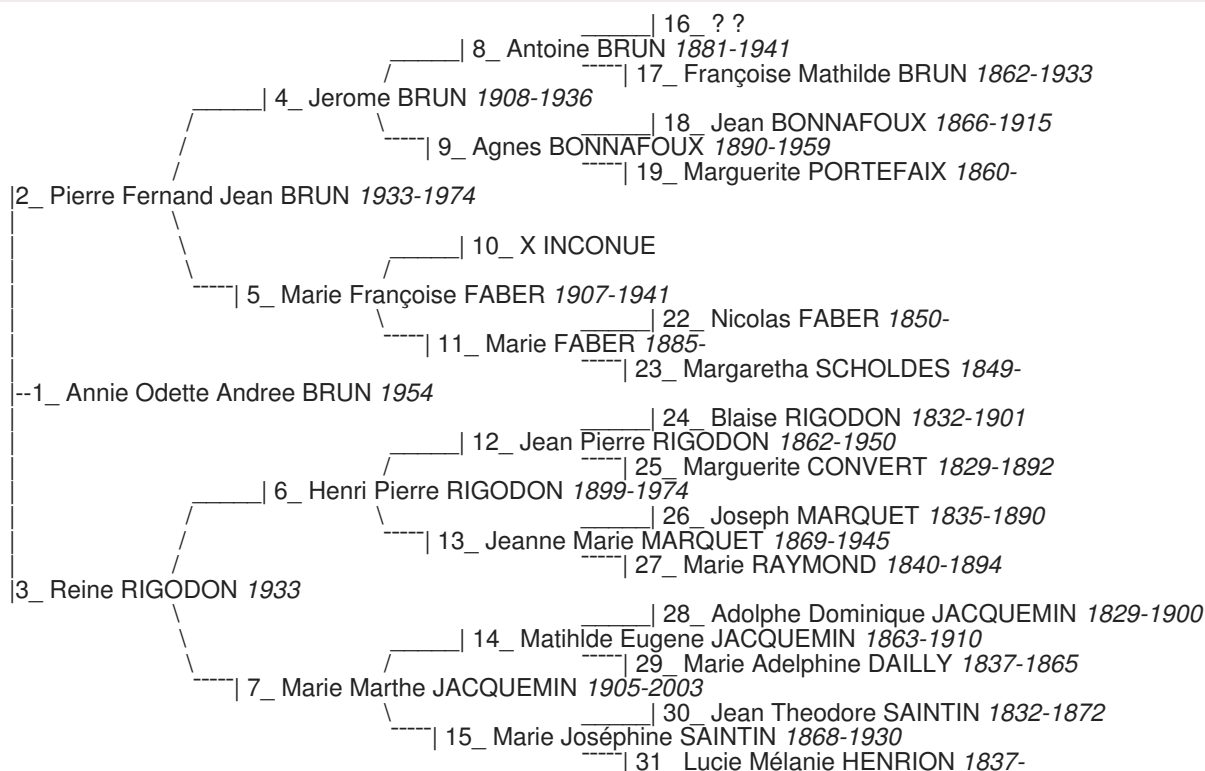 16_ ? ?
8_ Antoine BRUN 1881-1941
17_ Françoise Mathilde BRUN 1862-1933
4_ Jerome BRUN 1908-1936
18_ Jean BONNAFOUX 1866-1915
9_ Agnes BONNAFOUX 1890-1959
19_ Marguerite PORTEFAIX 1860-
2_ Pierre Fernand Jean BRUN 1933-1974
10_ X INCONUE
5_ Marie Françoise FABER 1907-1941
22_ Nicolas FABER 1850-
11_ Marie FABER 1885-
23_ Margaretha SCHOLDES 1849-
--1_ Annie Odette Andree BRUN 1954
24_ Blaise RIGODON 1832-1901
12_ Jean Pierre RIGODON 1862-1950
25_ Marguerite CONVERT 1829-1892
6_ Henri Pierre RIGODON 1899-1974
26_ Joseph MARQUET 1835-1890
13_ Jeanne Marie MARQUET 1869-1945
27_ Marie RAYMOND 1840-1894
3_ Reine RIGODON 1933
28_ Adolphe Dominique JACQUEMIN 1829-1900
14_ Matihlde Eugene JACQUEMIN 1863-1910
29_ Marie Adelphine DAILLY 1837-1865
7_ Marie Marthe JACQUEMIN 1905-2003
30_ Jean Theodore SAINTIN 1832-1872
15_ Marie Joséphine SAINTIN 1868-1930
31_ Lucie Mélanie HENRION 1837-